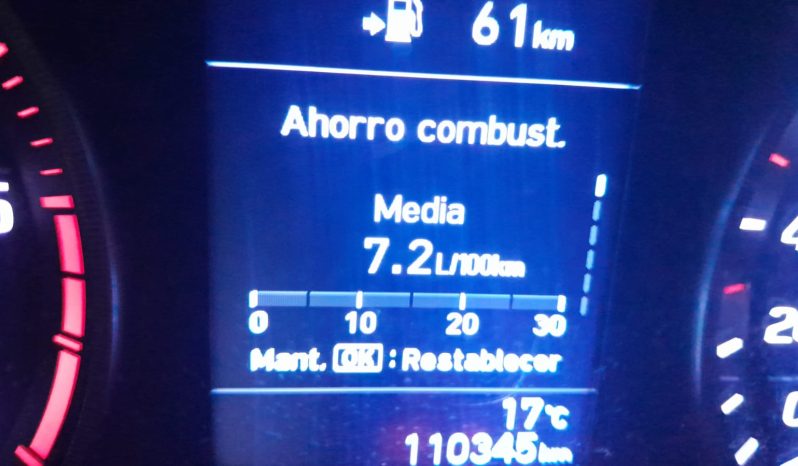 61km
Ahorro combust.
Media
7.2L/100km
0 10 20 30
Mant. OK : Restablecer
17°C
110345km